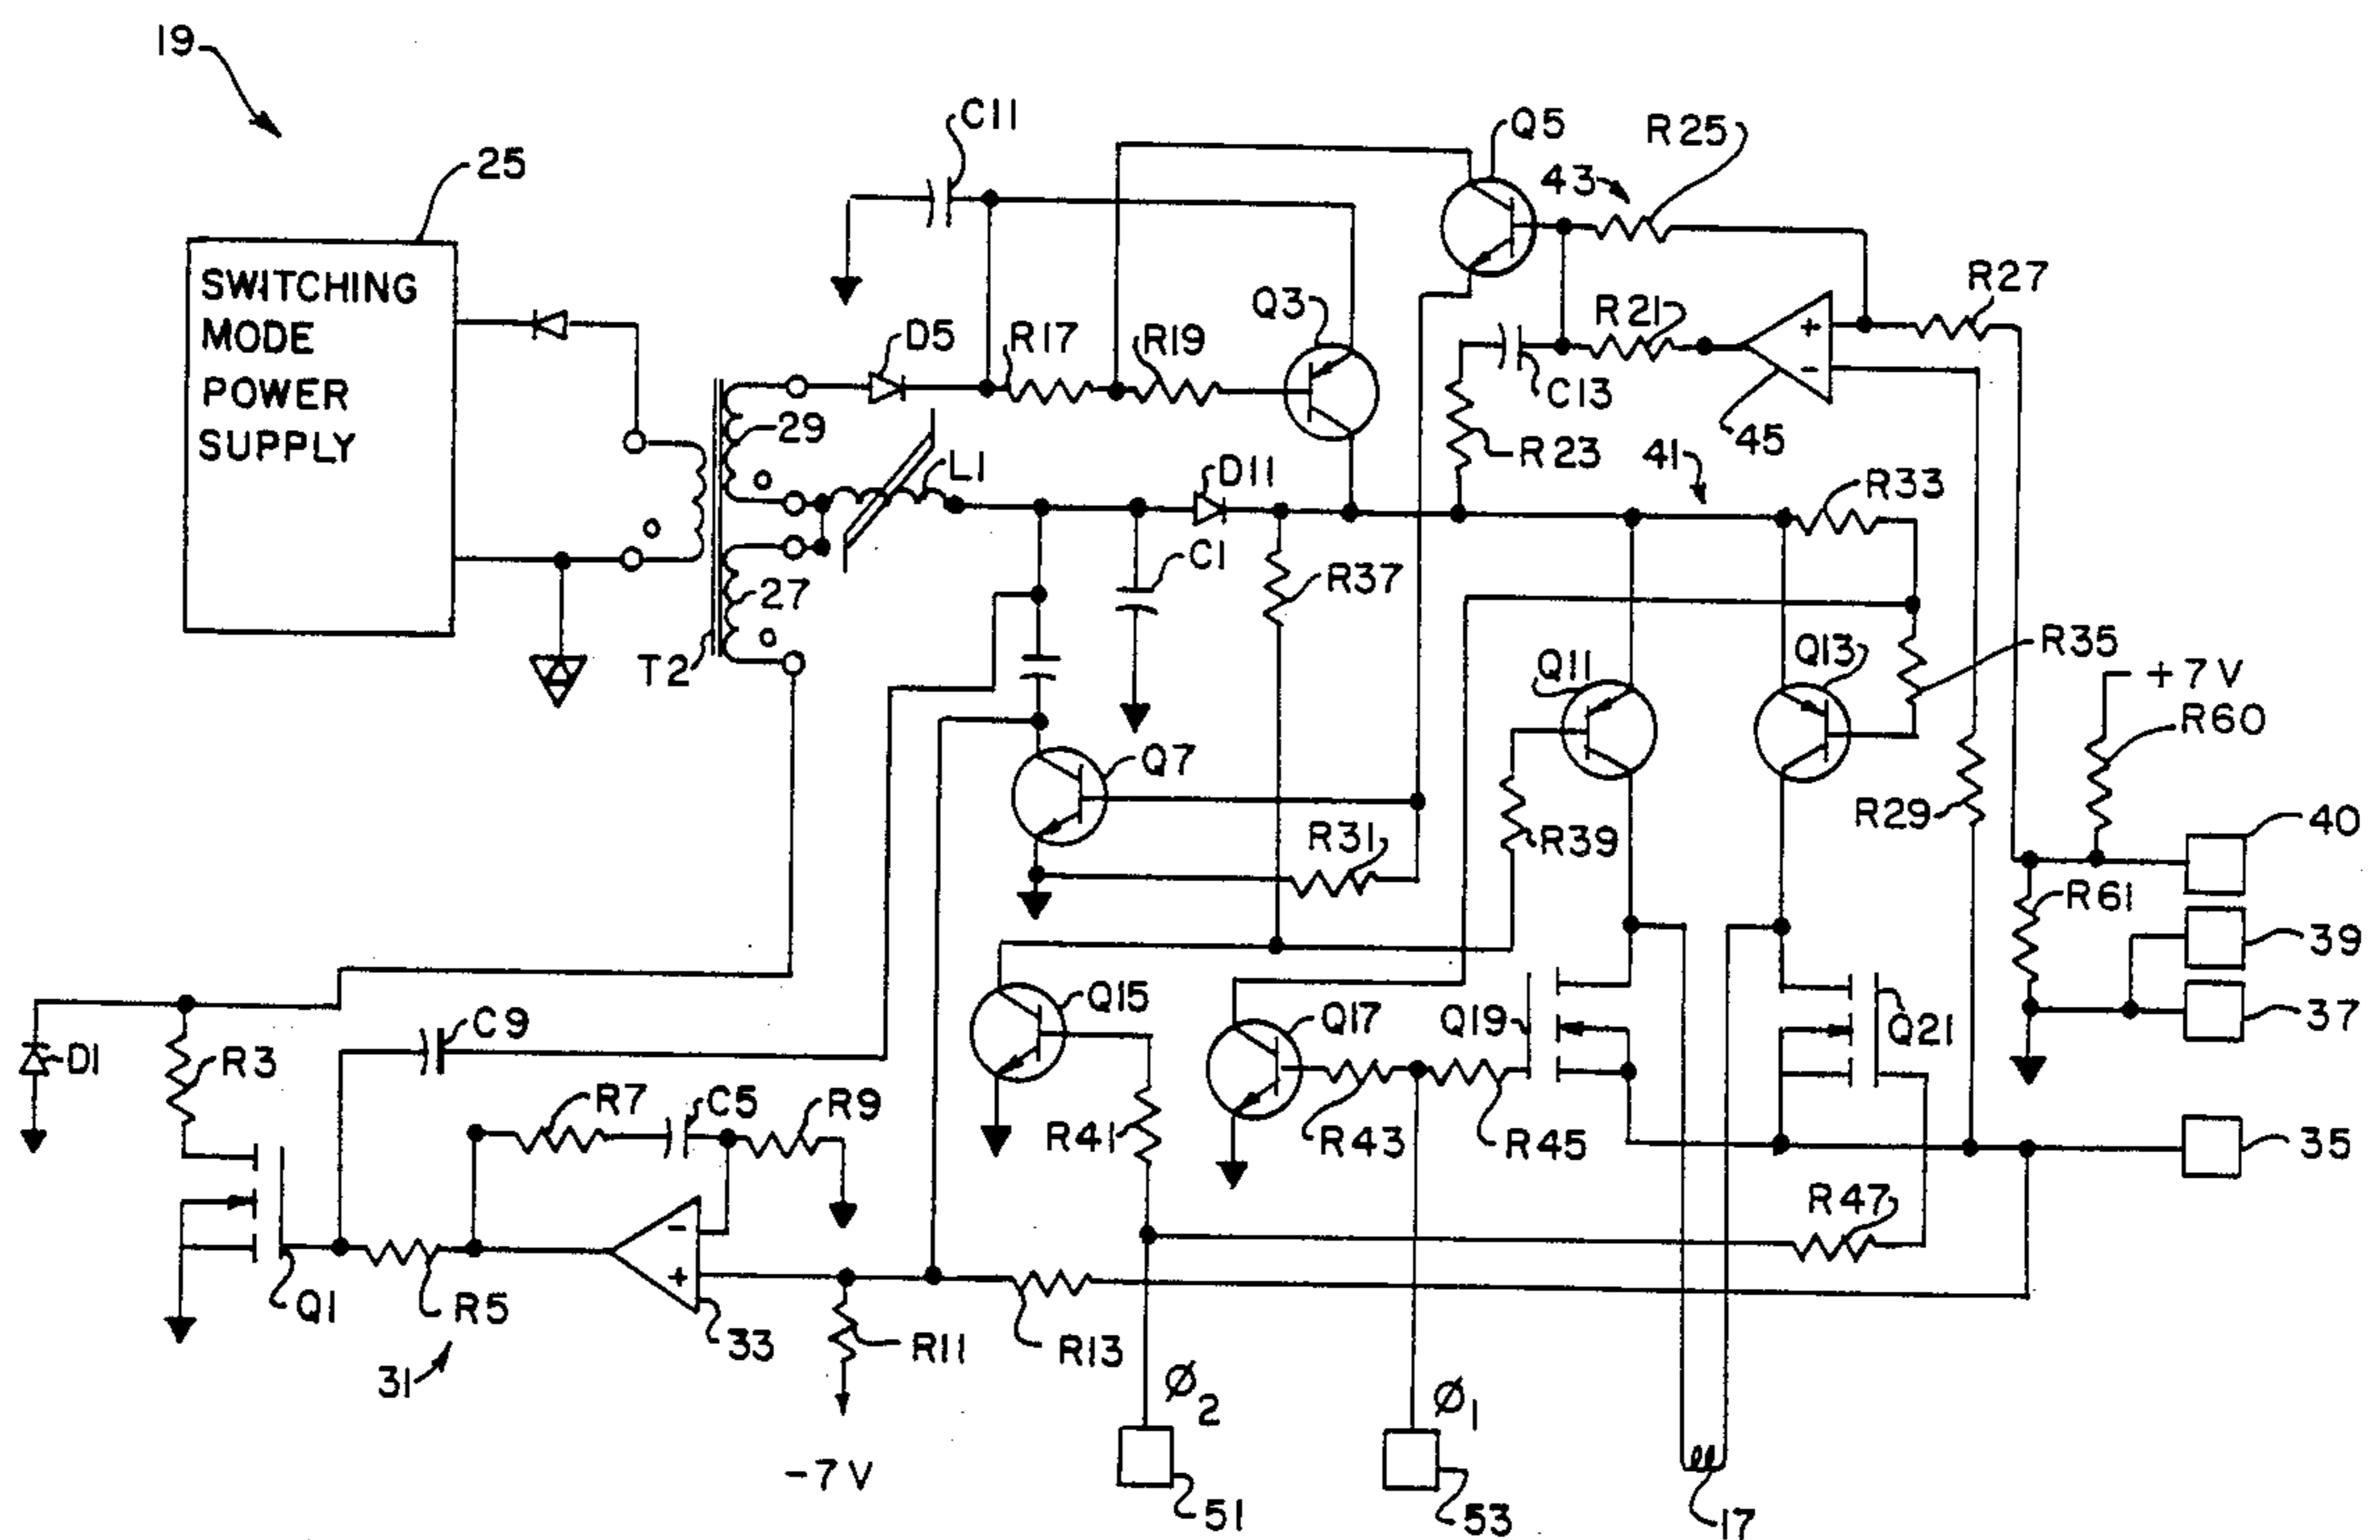 19
C11
Q5
R25
43
25
SWITCHING
MODE
POWER
SUPPLY
R27
Q3
R21
+
-
D5
R17
R19
C13
45
29
R23
L1
D11
41
R33
C1
R37
27
T2
Q11
Q13
R35
+7V
R60
Q7
R29
40
R31
R39
R61
39
Q15
Q17
Q19
Q21
37
C9
D1
R3
R7
C5
R9
R41
R43
R45
35
R47
-
+
Q1
R5
33
R11
R13
31
Ø2
Ø1
-7V
51
53
17